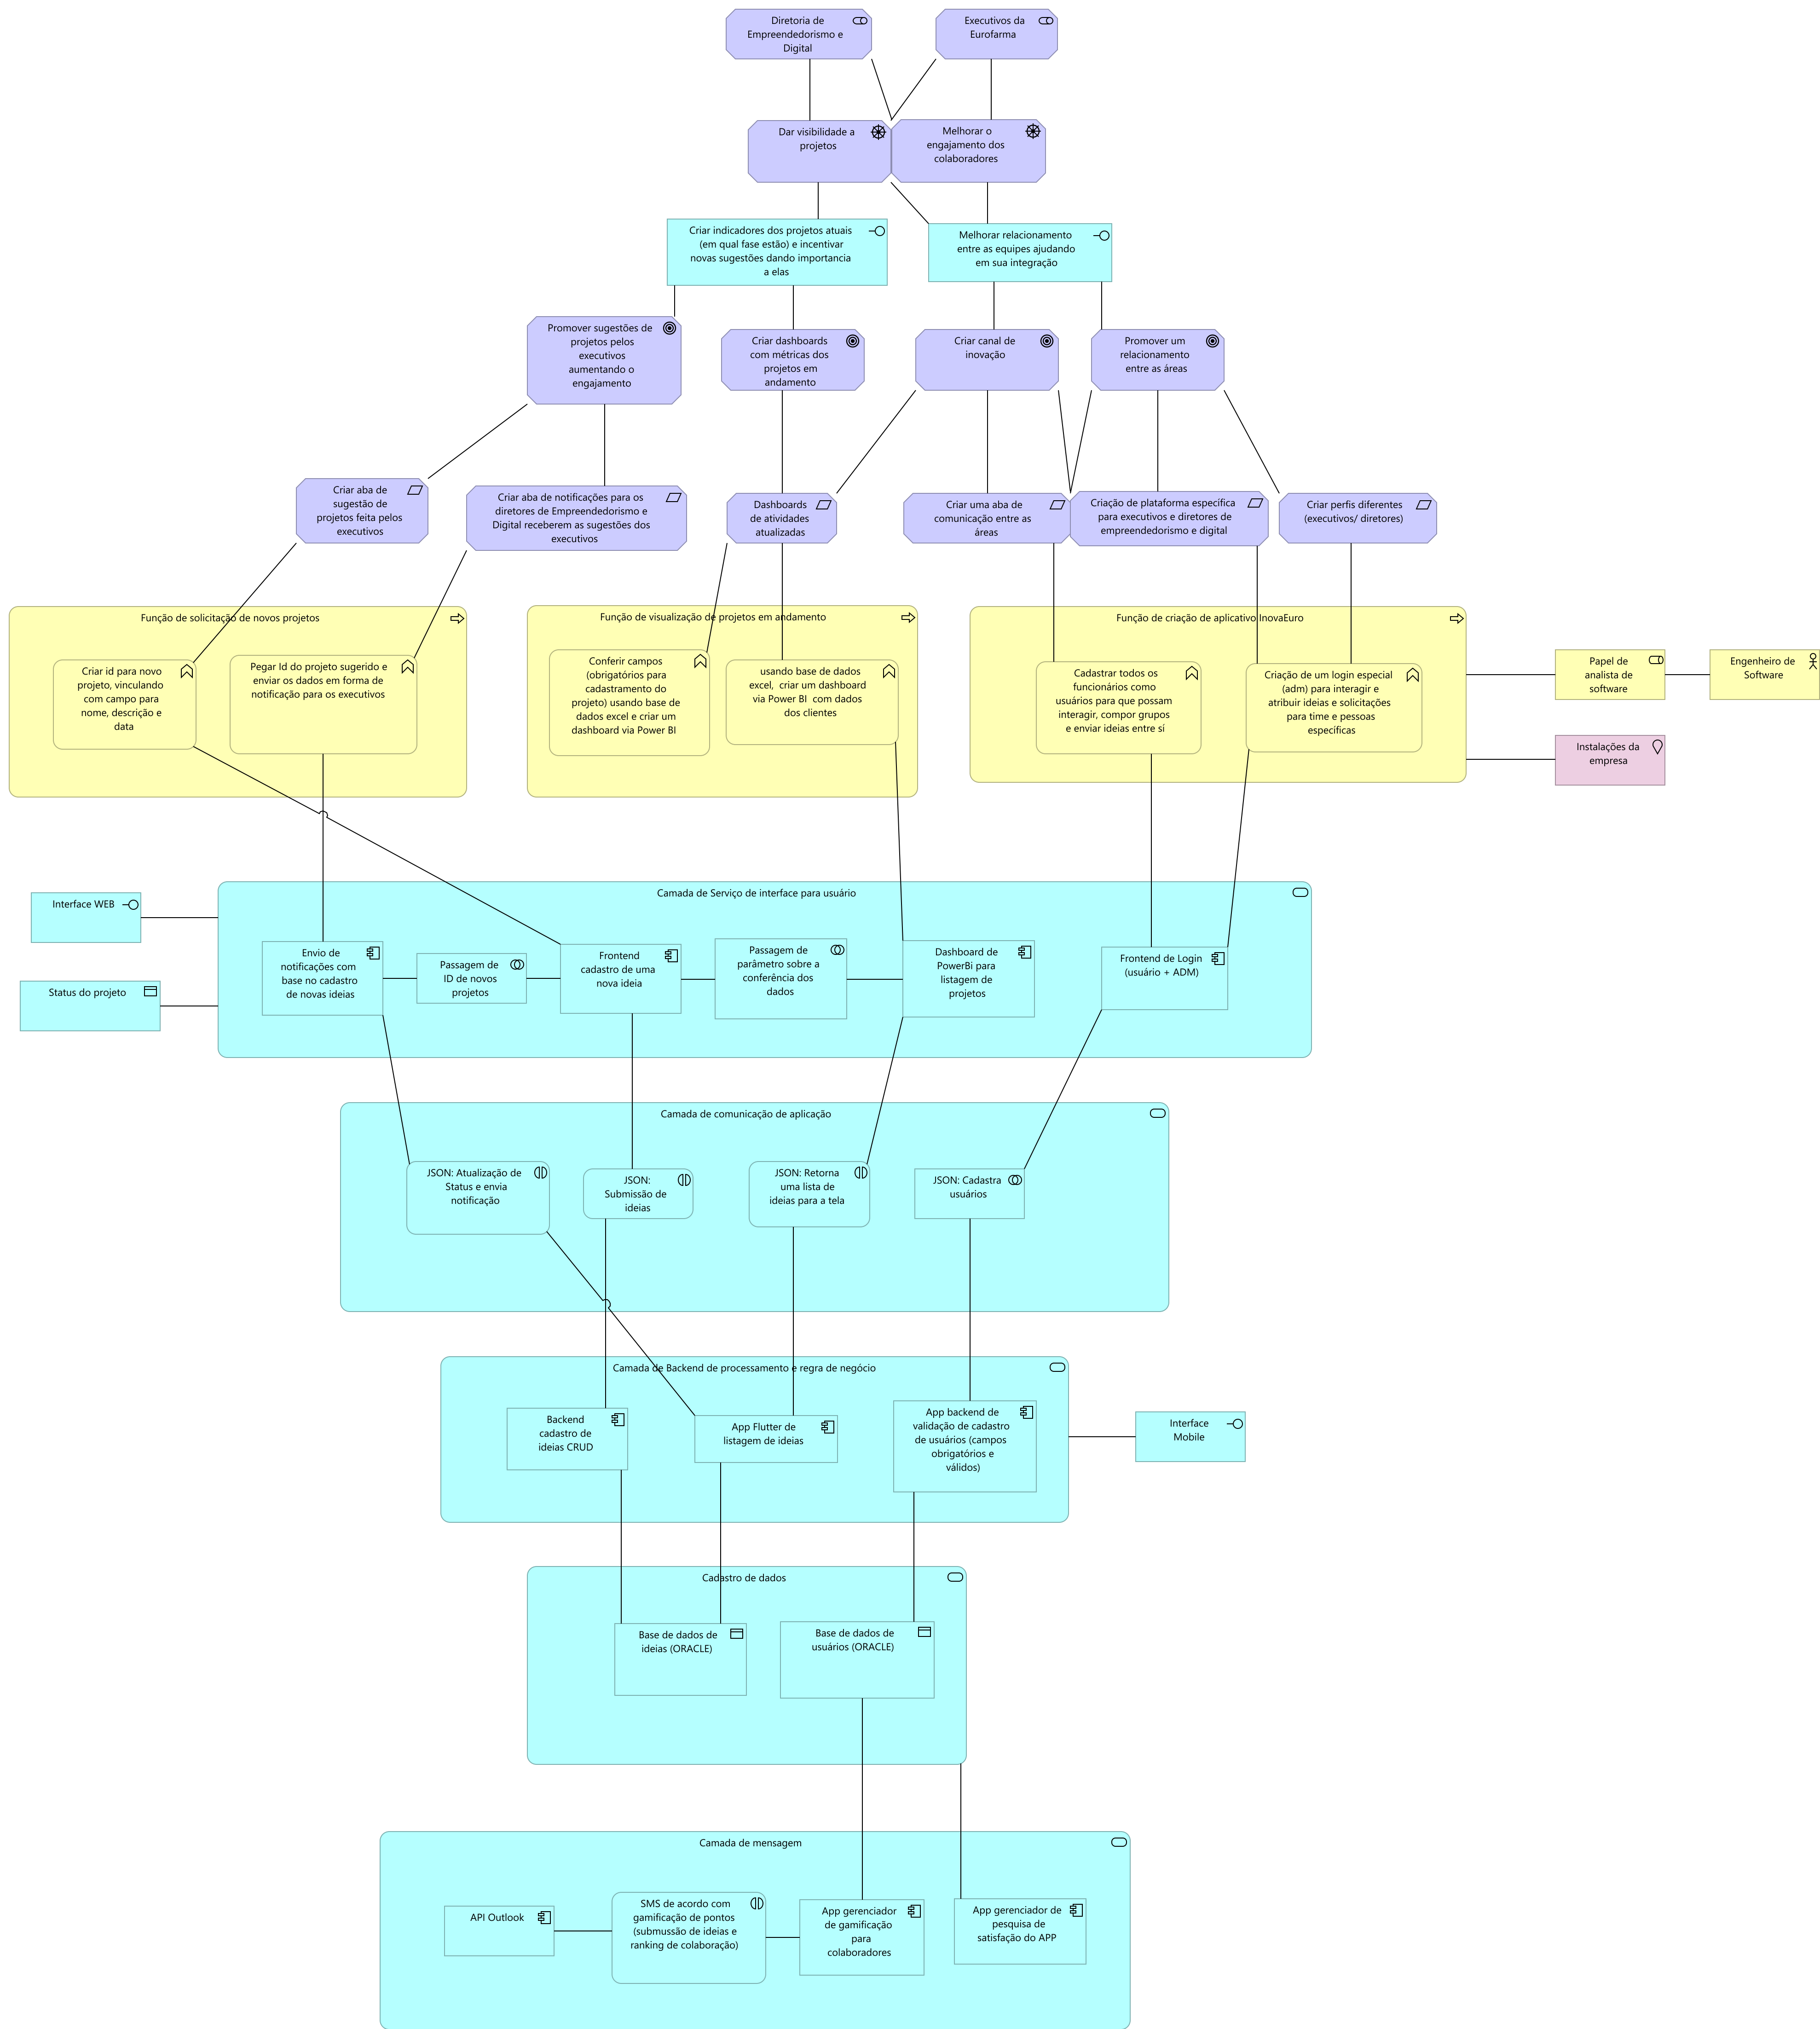 Diretoria de
Empreendedorismo e
Digital
Executivos da
Eurofarma
Dar visibilidade a
projetos
Melhorar o
engajamento dos
colaboradores
Criar indicadores dos projetos atuais
(em qual fase estão) e incentivar
novas sugestões dando importancia
a elas
Melhorar relacionamento
entre as equipes ajudando
em sua integração
Promover sugestões de
projetos pelos
executivos
aumentando o
engajamento
Criar dashboards
com métricas dos
projetos em
andamento
Criar canal de
inovação
Promover um
relacionamento
entre as áreas
Criar aba de
sugestão de
projetos feita pelos
executivos
Criar aba de notificações para os
diretores de Empreendedorismo e
Digital receberem as sugestões dos
executivos
Dashboards
de atividades
atualizadas
Criar uma aba de
comunicação entre as
áreas
Criação de plataforma específica
para executivos e diretores de
empreendedorismo e digital
Criar perfis diferentes
(executivos/ diretores)
Função de solicitação de novos projetos
Criar id para novo
projeto, vinculando
com campo para
nome, descrição e
data
Pegar Id do projeto sugerido e
enviar os dados em forma de
notificação para os executivos
Função de visualização de projetos em andamento
Conferir campos
(obrigatórios para
cadastramento do
projeto) usando base de
dados excel e criar um
dashboard via Power BI
usando base de dados
excel,  criar um dashboard
via Power BI  com dados
dos clientes
Função de criação de aplicativo InovaEuro
Cadastrar todos os
funcionários como
usuários para que possam
interagir, compor grupos
e enviar ideias entre sí
Criação de um login especial
(adm) para interagir e
atribuir ideias e solicitações
para time e pessoas
específicas
Papel de
analista de
software
Engenheiro de
Software
Instalações da
empresa
Camada de Serviço de interface para usuário
Interface WEB
Status do projeto
Envio de
notificações com
base no cadastro
de novas ideias
Passagem de
ID de novos
projetos
Frontend
cadastro de uma
nova ideia
Passagem de
parâmetro sobre a
conferência dos
dados
Dashboard de
PowerBi para
listagem de
projetos
Frontend de Login
(usuário + ADM)
Camada de comunicação de aplicação
JSON: Atualização de
Status e envia
notificação
JSON:
Submissão de
ideias
JSON: Retorna
uma lista de
ideias para a tela
JSON: Cadastra
usuários
Camada de Backend de processamento e regra de negócio
Backend
cadastro de
ideias CRUD
App Flutter de
listagem de ideias
App backend de
validação de cadastro
de usuários (campos
obrigatórios e
válidos)
Interface
Mobile
Cadastro de dados
Base de dados de
ideias (ORACLE)
Base de dados de
usuários (ORACLE)
Camada de mensagem
API Outlook
SMS de acordo com
gamificação de pontos
(submussão de ideias e
ranking de colaboração)
App gerenciador
de gamificação
para
colaboradores
App gerenciador de
pesquisa de
satisfação do APP